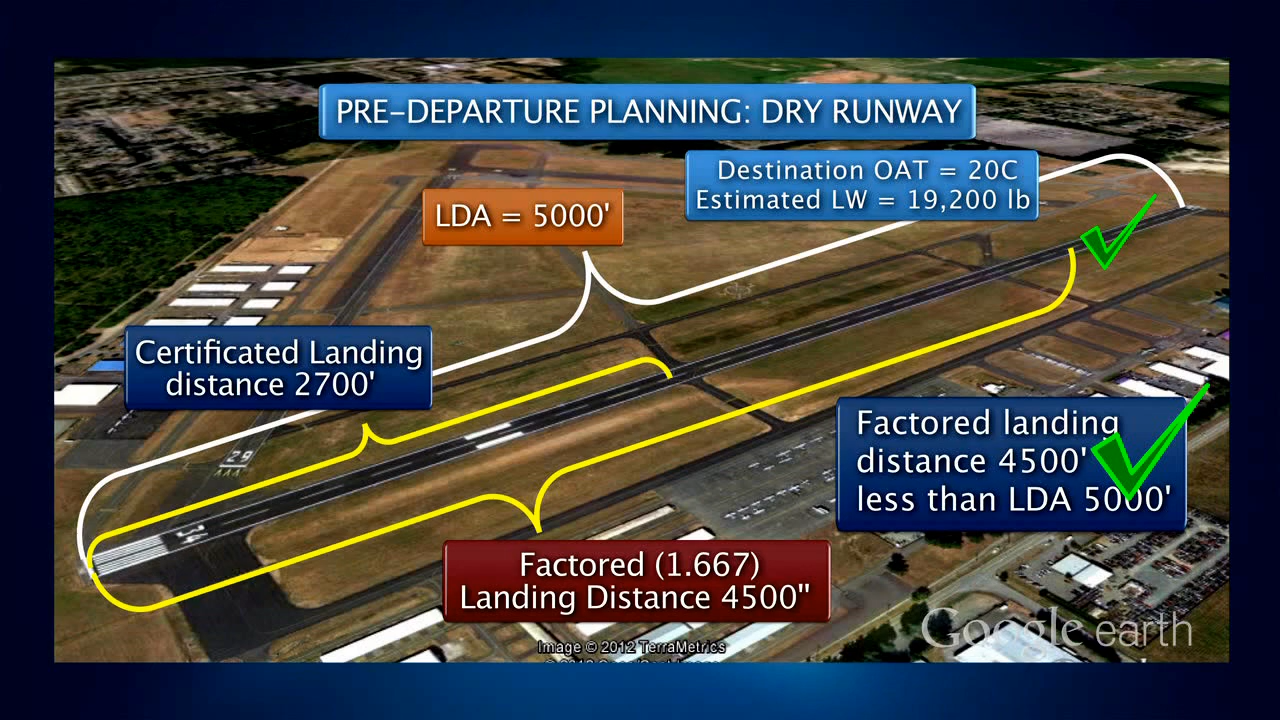 PRE-DEPARTURE PLANNING: DRY RUNWAY
Destination OAT = 20C
Estimated LW = 19,200 lb
LDA = 5000'
Certificated Landing
distance 2700'
Factored landing
distance 4500'
less than LDA 5000'
29
34
Factored (1.667)
Landing Distance 4500"
Google earth
Image © 2012 TerraMetrics